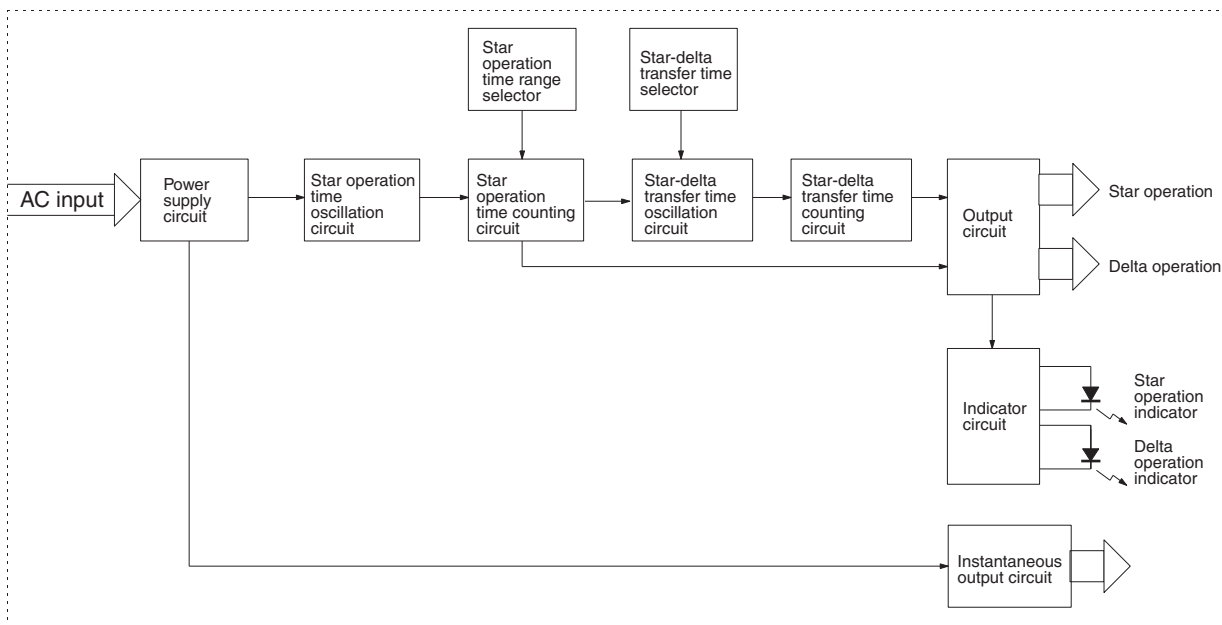 Star
operation
time range
selector
Star-delta
transfer time
selector
AC input
Power
supply
circuit
Star operation
time
oscillation
circuit
Star
operation
time counting
circuit
Star-delta
transfer time
oscillation
circuit
Star-delta
transfer time
counting
circuit
Output
circuit
Star operation
Delta operation
Indicator
circuit
Star
operation
indicator
Delta
operation
indicator
Instantaneous
output circuit